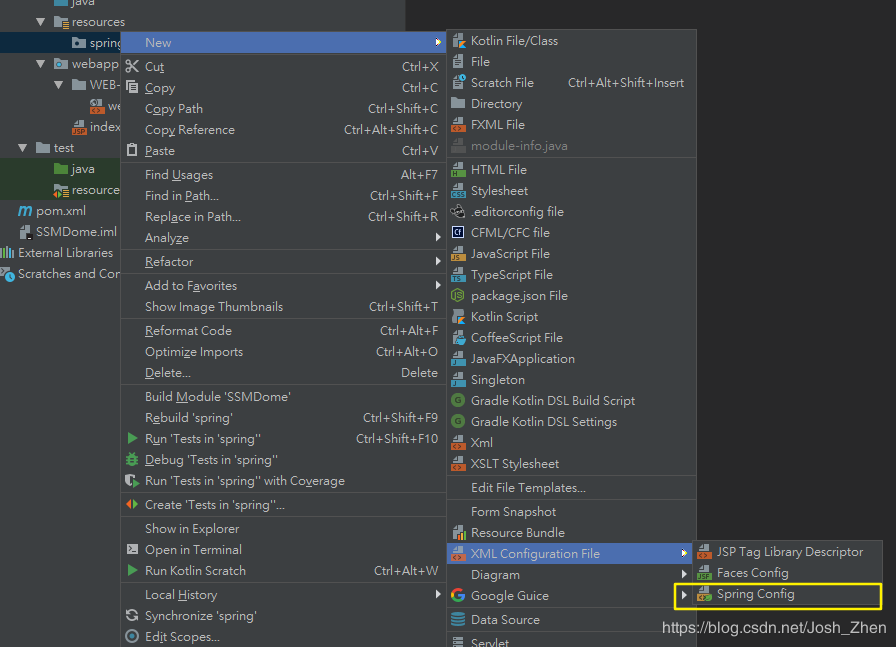 java
resources
spring
webapp
WEB-
we
index
test
java
resource
pom.xml
SSMDome.iml
External Libraries
Scratches and Con
New
Cut Ctrl+X
Copy Ctrl+C
Copy Path Ctrl+Shift+C
Copy Reference Ctrl+Alt+Shift+C
Paste Ctrl+V
Find Usages Alt+F7
Find in Path... Ctrl+Shift+F
Replace in Path... Ctrl+Shift+R
Analyze
Refactor
Add to Favorites
Show Image Thumbnails Ctrl+Shift+T
Reformat Code Ctrl+Alt+F
Optimize Imports Ctrl+Alt+O
Delete... Delete
Build Module 'SSMDome'
Rebuild 'spring' Ctrl+Shift+F9
Run 'Tests in 'spring'' Ctrl+Shift+F10
Debug 'Tests in 'spring''
Run 'Tests in 'spring'' with Coverage
Create 'Tests in 'spring''...
Show in Explorer
Open in Terminal
Run Kotlin Scratch Ctrl+Alt+W
Local History
Synchronize 'spring'
Edit Scopes...
Kotlin File/Class
File
Scratch File Ctrl+Alt+Shift+Insert
Directory
FXML File
module-info.java
HTML File
Stylesheet
.editorconfig file
CFML/CFC file
JavaScript File
TypeScript File
package.json File
Kotlin Script
CoffeeScript File
JavaFXApplication
Singleton
Gradle Kotlin DSL Build Script
Gradle Kotlin DSL Settings
Xml
XSLT Stylesheet
Edit File Templates...
Form Snapshot
Resource Bundle
XML Configuration File
Diagram
Google Guice
Data Source
Servlet
JSP Tag Library Descriptor
Faces Config
Spring Config
https://blog.csdn.net/Josh_Zhen